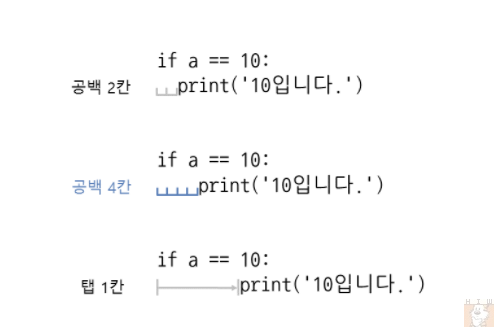 if a == 10:
공백 2칸 print('10입니다.')
if a == 10:
공백 4칸 print('10입니다.')
if a == 10:
탭 1칸 print('10입니다.')